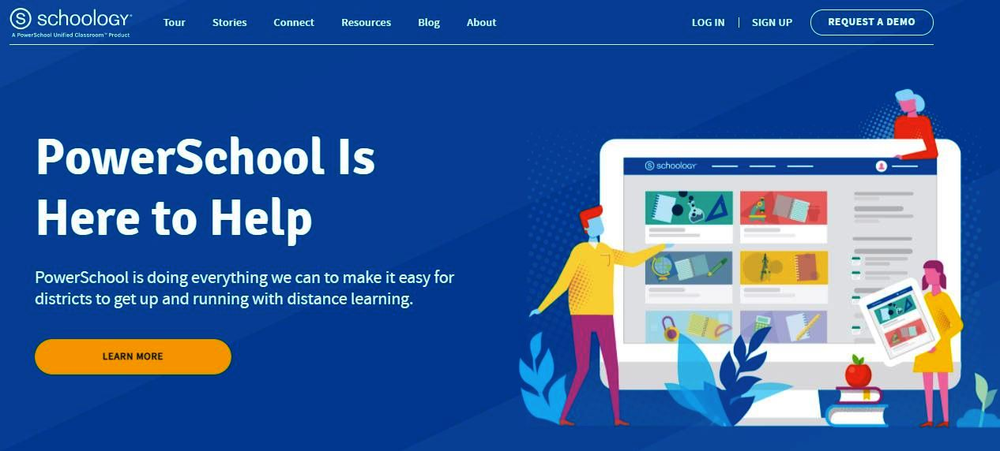 schoology
A PowerSchool Unified Classroom™ Product
Tour Stories Connect Resources Blog About
LOG IN | SIGN UP REQUEST A DEMO
PowerSchool Is
Here to Help
PowerSchool is doing everything we can to make it easy for
districts to get up and running with distance learning.
LEARN MORE
schoology